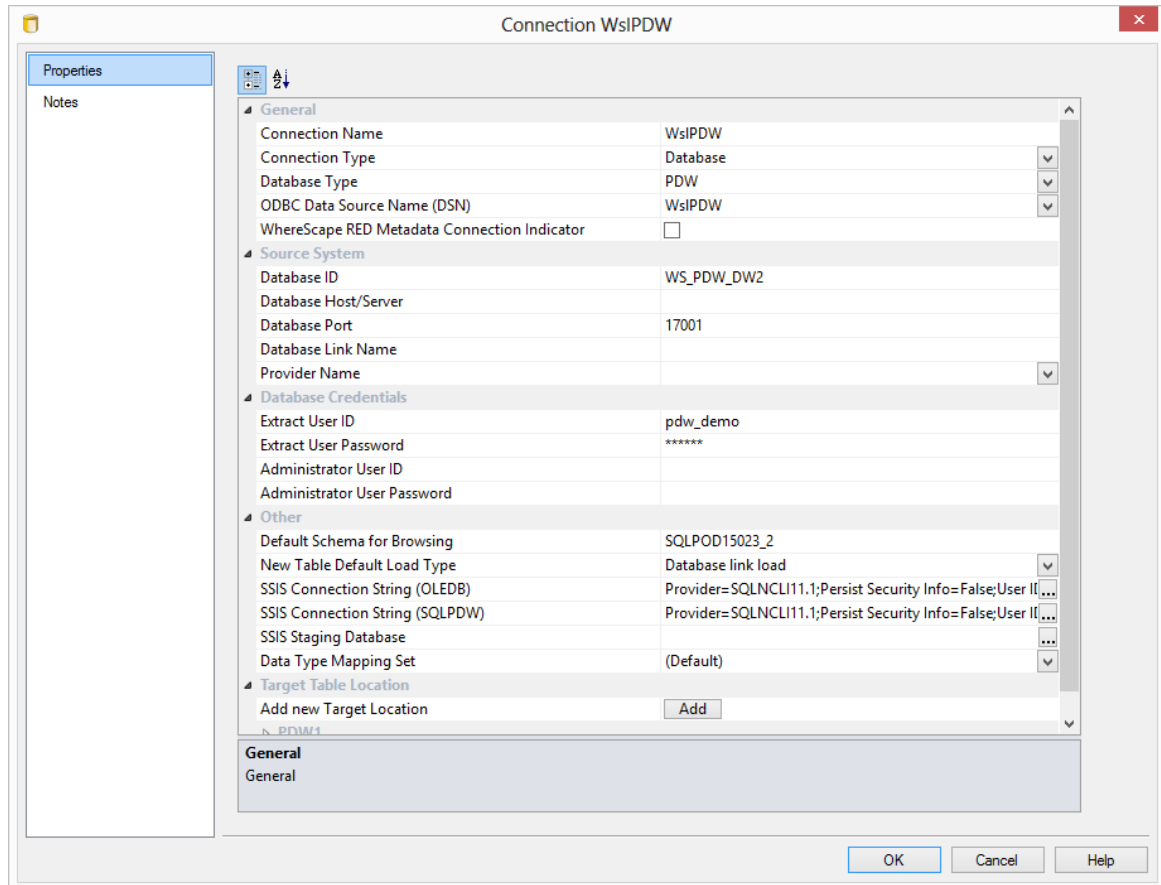 Connection WsIPDW
Properties
Notes
General
Connection Name WsIPDW
Connection Type Database
Database Type PDW
ODBC Data Source Name (DSN) WsIPDW
WhereScape RED Metadata Connection Indicator
Source System
Database ID WS_PDW_DW2
Database Host/Server
Database Port 17001
Database Link Name
Provider Name
Database Credentials
Extract User ID pdw_demo
Extract User Password ******
Administrator User ID
Administrator User Password
Other
Default Schema for Browsing SQLPOD15023_2
New Table Default Load Type Database link load
SSIS Connection String (OLEDB) Provider=SQLNCLI11.1;Persist Security Info=False;User I ...
SSIS Connection String (SQLPDW) Provider=SQLNCLI11.1;Persist Security Info=False;User I ...
SSIS Staging Database ...
Data Type Mapping Set (Default)
Target Table Location
Add new Target Location Add
PDW1
General
General
OK Cancel Help